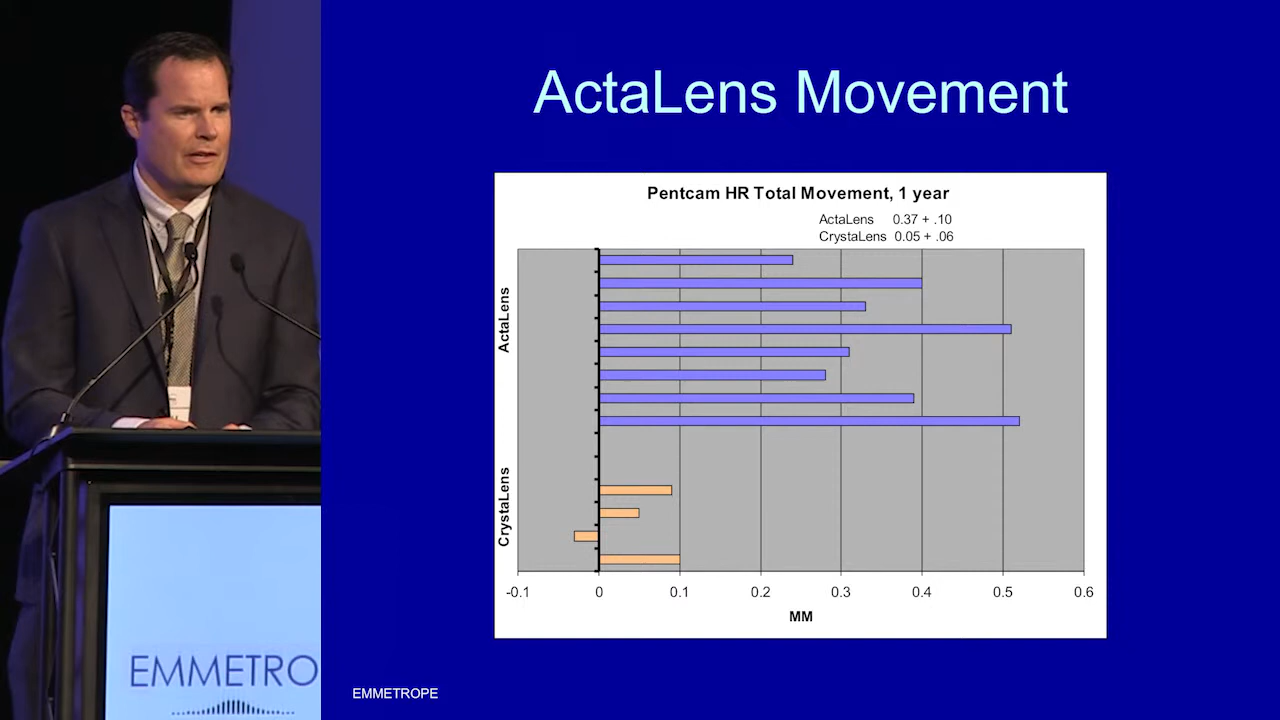 ActaLens Movement
Pentcam HR Total Movement, 1 year
ActaLens 0.37 + .10
CrystaLens 0.05 + .06
ActaLens
CrystaLens
-0.1 0 0.1 0.2 0.3 0.4 0.5 0.6
MM
EMMETRO
EMMETROPE